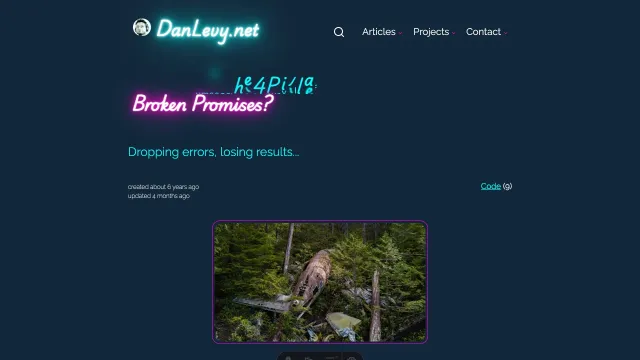 DanLevy.net
Articles
Projects
Contact
Broken Promises?
Dropping errors, losing results...
created about 6 years ago
Code (9)
updated 4 months ago